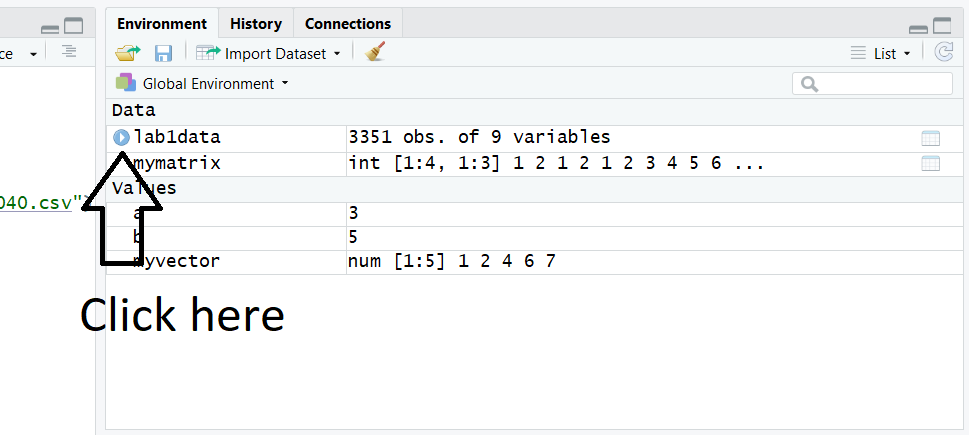 Environment History Connections
ce Import Dataset List
Global Environment
Data
lab1data 3351 obs. of 9 variables
mymatrix int [1:4, 1:3] 1 2 1 2 1 2 3 4 5 6 ...
Values
040.csv"
a 3
b 5
myvector num [1:5] 1 2 4 6 7
Click here